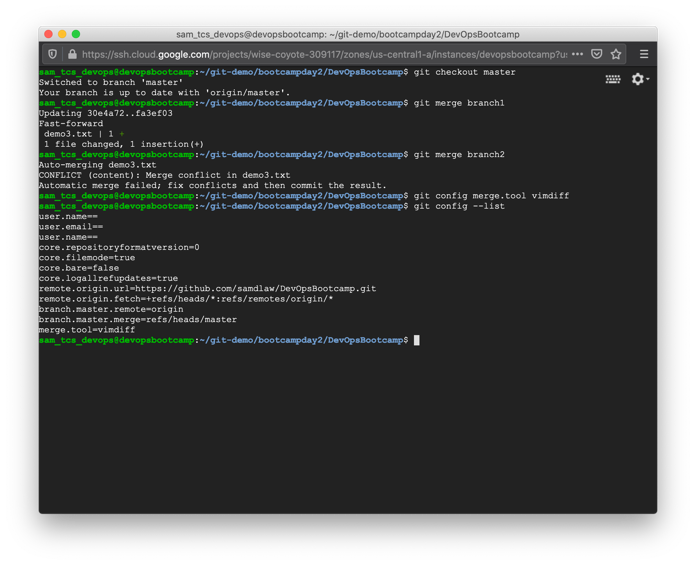 sam_tcs_devops@devopsbootcamp: ~/git-demo/bootcampday2/DevOpsBootcamp
https://ssh.cloud.google.com/projects/wise-coyote-309117/zones/us-central1-a/instances/devopsbootcamp?u
sam_tcs_devops@devopsbootcamp:~/git-demo/bootcampday2/DevOpsBootcamp$ git checkout master
Switched to branch 'master'
Your branch is up to date with 'origin/master'.
sam_tcs_devops@devopsbootcamp:~/git-demo/bootcampday2/DevOpsBootcamp$ git merge branch1
Updating 30e4a72..fa3ef03
Fast-forward
 demo3.txt | 1 +
 1 file changed, 1 insertion(+)
sam_tcs_devops@devopsbootcamp:~/git-demo/bootcampday2/DevOpsBootcamp$ git merge branch2
Auto-merging demo3.txt
CONFLICT (content): Merge conflict in demo3.txt
Automatic merge failed; fix conflicts and then commit the result.
sam_tcs_devops@devopsbootcamp:~/git-demo/bootcampday2/DevOpsBootcamp$ git config merge.tool vimdiff
sam_tcs_devops@devopsbootcamp:~/git-demo/bootcampday2/DevOpsBootcamp$ git config --list
user.name==
user.email==
user.name==
core.repositoryformatversion=0
core.filemode=true
core.bare=false
core.logallrefupdates=true
remote.origin.url=https://github.com/samdlaw/DevOpsBootcamp.git
remote.origin.fetch=+refs/heads/*:refs/remotes/origin/*
branch.master.remote=origin
branch.master.merge=refs/heads/master
merge.tool=vimdiff
sam_tcs_devops@devopsbootcamp:~/git-demo/bootcampday2/DevOpsBootcamp$